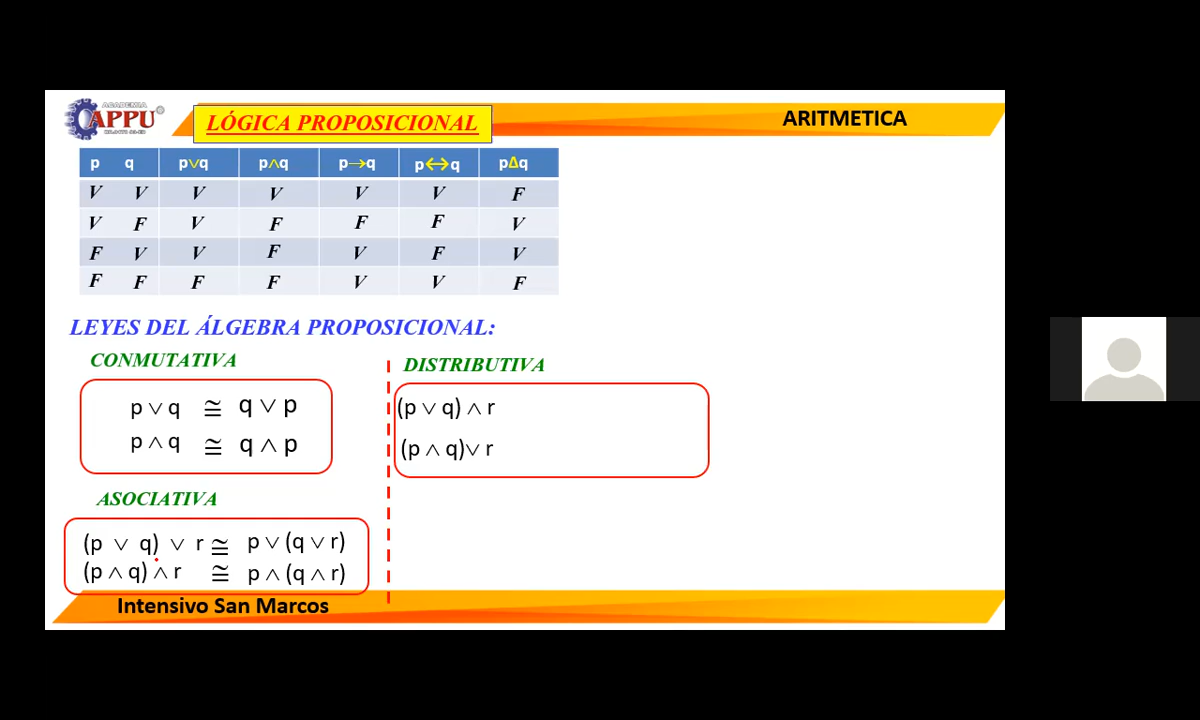 ACADEMIA
APPU
LÓGICA PROPOSICIONAL
ARITMETICA
p q p∨q p∧q p→q p↔q pΔq
V V V V V V F
V F V F F F V
F V V F V F V
F F F F V V F
LEYES DEL ÁLGEBRA PROPOSICIONAL:
CONMUTATIVA
p ∨ q ≅ q ∨ p
p ∧ q ≅ q ∧ p
ASOCIATIVA
(p ∨ q) ∨ r ≅ p ∨ (q ∨ r)
(p ∧ q) ∧ r ≅ p ∧ (q ∧ r)
DISTRIBUTIVA
(p ∨ q) ∧ r
(p ∧ q)∨ r
Intensivo San Marcos